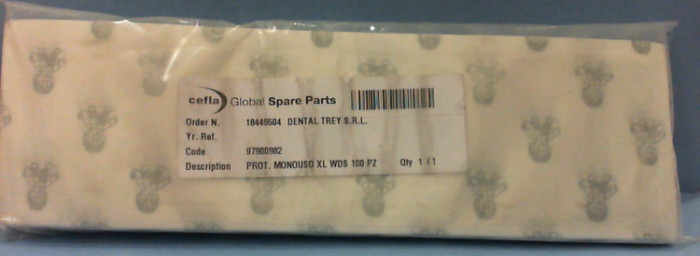 cefla Global Spare Parts
Order N. 18449504 DENTAL TREY S.R.L.
Yr. Ref.
Code 97900982
Description PROT. MONOUSO XL WDS 100 PZ Qty 1 / 1